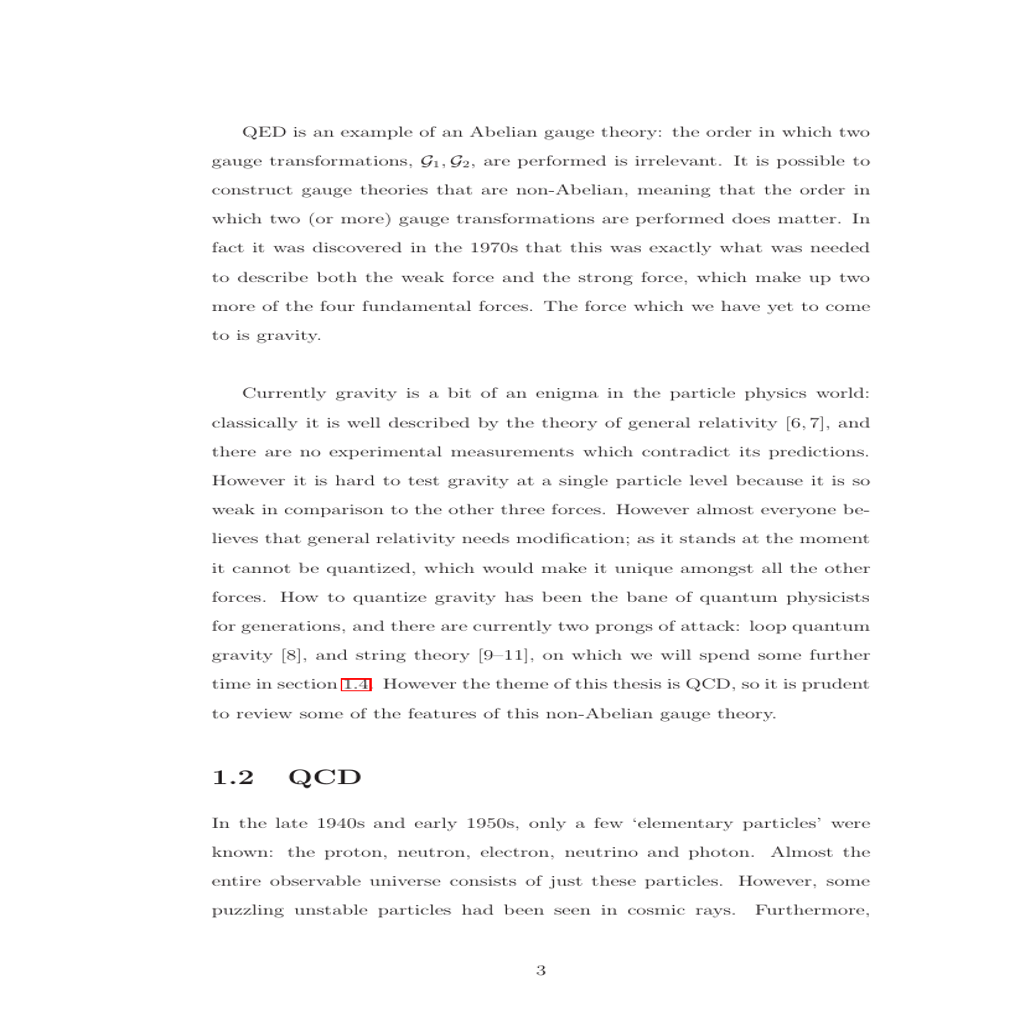 QED is an example of an Abelian gauge theory: the order in which two
gauge transformations, 𝒢₁, 𝒢₂, are performed is irrelevant. It is possible to
construct gauge theories that are non-Abelian, meaning that the order in
which two (or more) gauge transformations are performed does matter. In
fact it was discovered in the 1970s that this was exactly what was needed
to describe both the weak force and the strong force, which make up two
more of the four fundamental forces. The force which we have yet to come
to is gravity.
Currently gravity is a bit of an enigma in the particle physics world:
classically it is well described by the theory of general relativity [6, 7], and
there are no experimental measurements which contradict its predictions.
However it is hard to test gravity at a single particle level because it is so
weak in comparison to the other three forces. However almost everyone be-
lieves that general relativity needs modification; as it stands at the moment
it cannot be quantized, which would make it unique amongst all the other
forces. How to quantize gravity has been the bane of quantum physicists
for generations, and there are currently two prongs of attack: loop quantum
gravity [8], and string theory [9–11], on which we will spend some further
time in section 1.4. However the theme of this thesis is QCD, so it is prudent
to review some of the features of this non-Abelian gauge theory.
1.2 QCD
In the late 1940s and early 1950s, only a few ‘elementary particles’ were
known: the proton, neutron, electron, neutrino and photon. Almost the
entire observable universe consists of just these particles. However, some
puzzling unstable particles had been seen in cosmic rays. Furthermore,
3